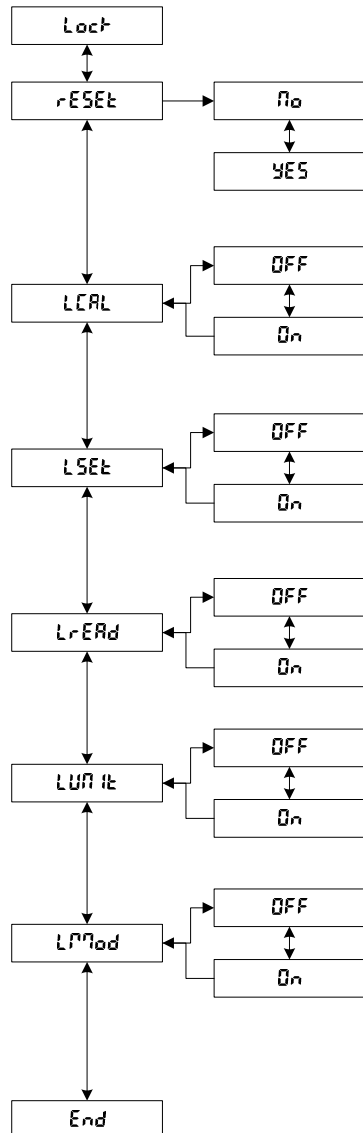 Lock
rESEt
No
YES
LCAL
OFF
On
LSEt
OFF
On
LrEAd
OFF
On
LUNIt
OFF
On
LMMod
OFF
On
End